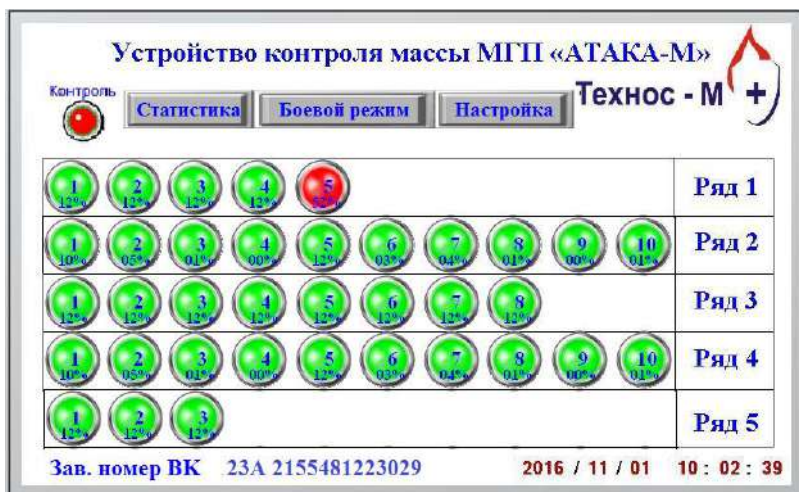 Устройство контроля массы МГП «АТАКА-М»
Контроль
Статистика Боевой режим Настройка Технос - М +
1 2 3 4 5 Ряд 1
12% 12% 12% 12% 52%
1 2 3 4 5 6 7 8 9 10 Ряд 2
10% 05% 01% 00% 12% 03% 04% 01% 00% 01%
1 2 3 4 5 6 7 8 Ряд 3
12% 12% 12% 12% 12% 12% 12% 12%
1 2 3 4 5 6 7 8 9 10 Ряд 4
10% 05% 01% 00% 12% 03% 04% 01% 00% 01%
1 2 3 Ряд 5
12% 12% 12%
Зав. номер ВК 23А 2155481223029 2016 / 11 / 01 10 : 02 : 39